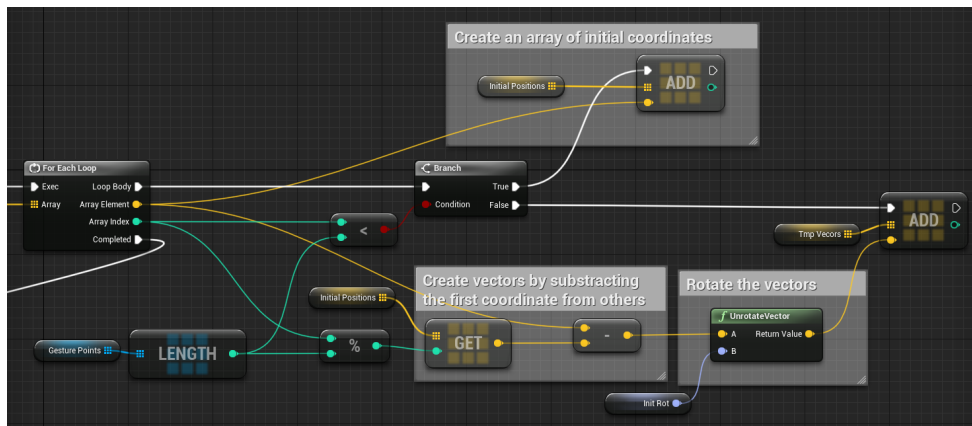 Create an array of initial coordinates
Initial Positions
ADD
For Each Loop
Exec
Loop Body
Array
Array Element
Array Index
Completed
Branch
True
Condition
False
<
ADD
Tmp Vecors
Initial Positions
Create vectors by substracting
the first coordinate from others
GET
-
Rotate the vectors
f UnrotateVector
A
Return Value
B
Gesture Points
LENGTH
%
Init Rot